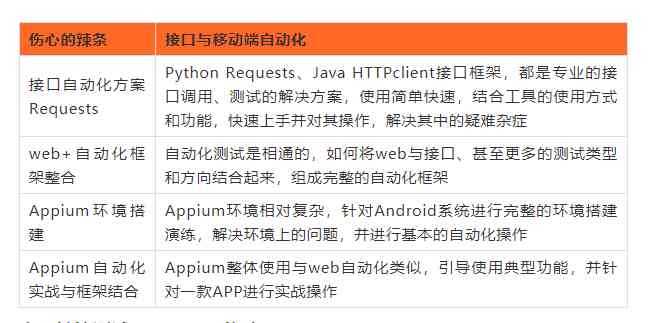 伤心的辣条 接口与移动端自动化
接口自动化方案
Requests
Python Requests、Java HTTPclient接口框架，都是专业的接
口调用、测试的解决方案，使用简单快速，结合工具的使用方式
和功能，快速上手并对其操作，解决其中的疑难杂症
web+自动化框
架整合
自动化测试是相通的，如何将web与接口、甚至更多的测试类型
和方向结合起来，组成完整的自动化框架
Appium环境搭
建
Appium环境相对复杂，针对Android系统进行完整的环境搭建
演练，解决环境上的问题，并进行基本的自动化操作
Appium自动化
实战与框架结合
Appium整体使用与web自动化类似，引导使用典型功能，并针
对一款APP进行实战操作